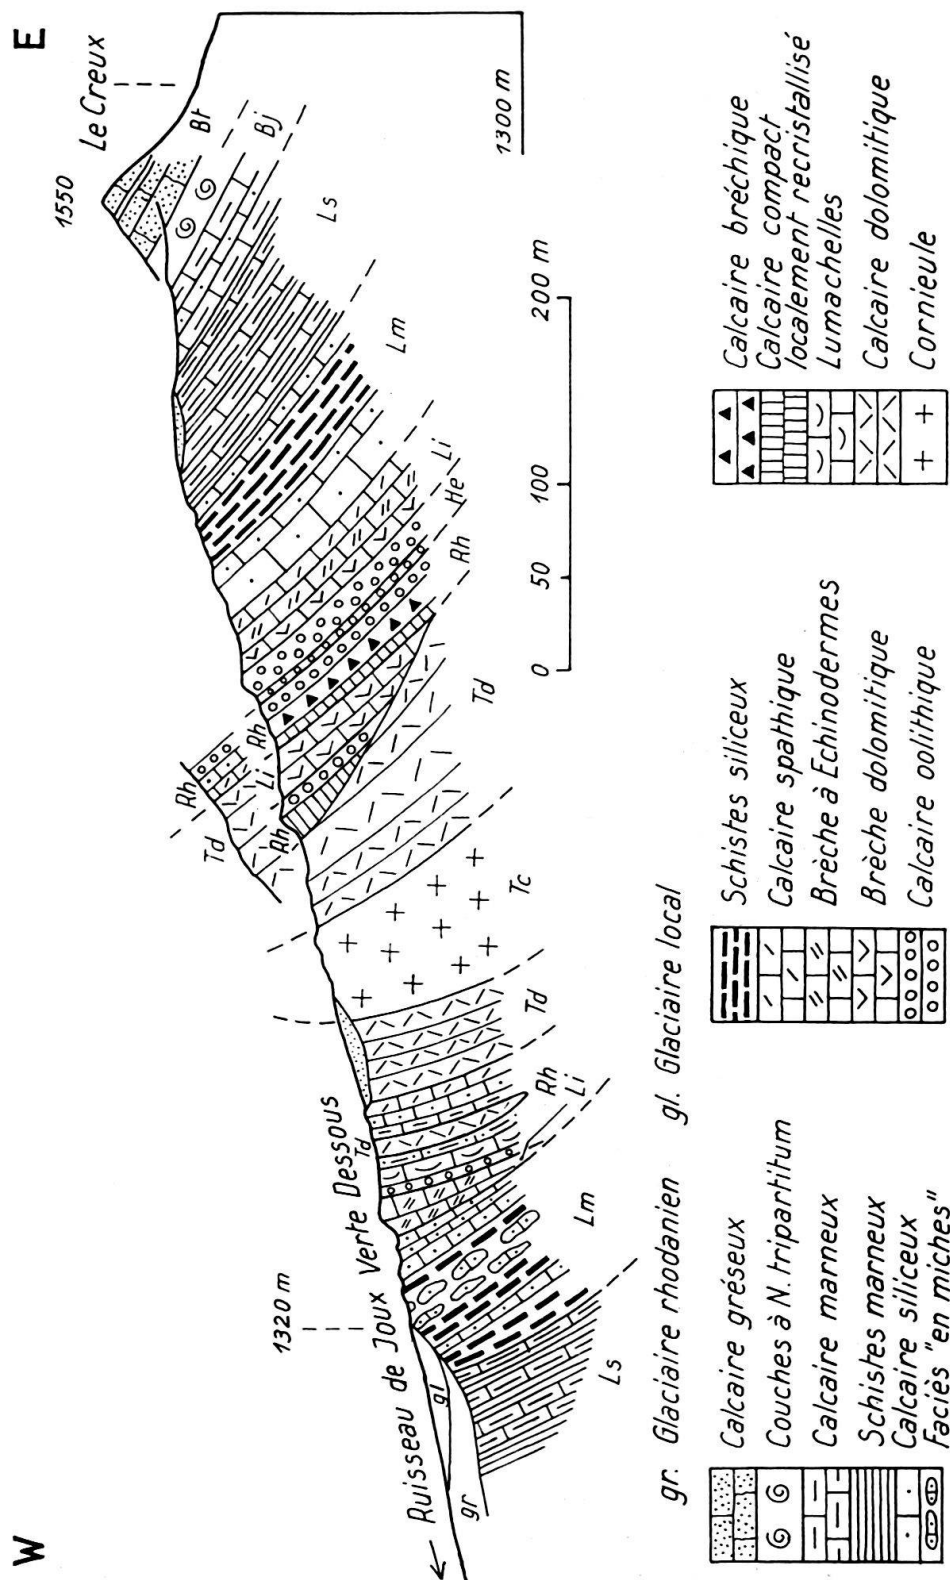 W
E
Le Creux
1550
Bt
Bj
Ls
Lm
Li
He
Rh
Td
Rh
Rh
Rh
Li
Td
Tc
Td
Rh
Li
Td
Lm
Ls
1320 m
Ruisseau de Joux Verte Dessous
gl
gr
1300 m
0 50 100 200 m
gr. Glaciaire rhodanien gl. Glaciaire local
Calcaire gréseux
Couches à N. tripartitum
Calcaire marneux
Schistes marneux
Calcaire siliceux
Faciès "en miches"
Schistes siliceux
Calcaire spathique
Brèche à Echinodermes
Brèche dolomitique
Calcaire oolithique
Calcaire bréchique
Calcaire compact
localement recristallisé
Lumachelles
Calcaire dolomitique
Cornieule